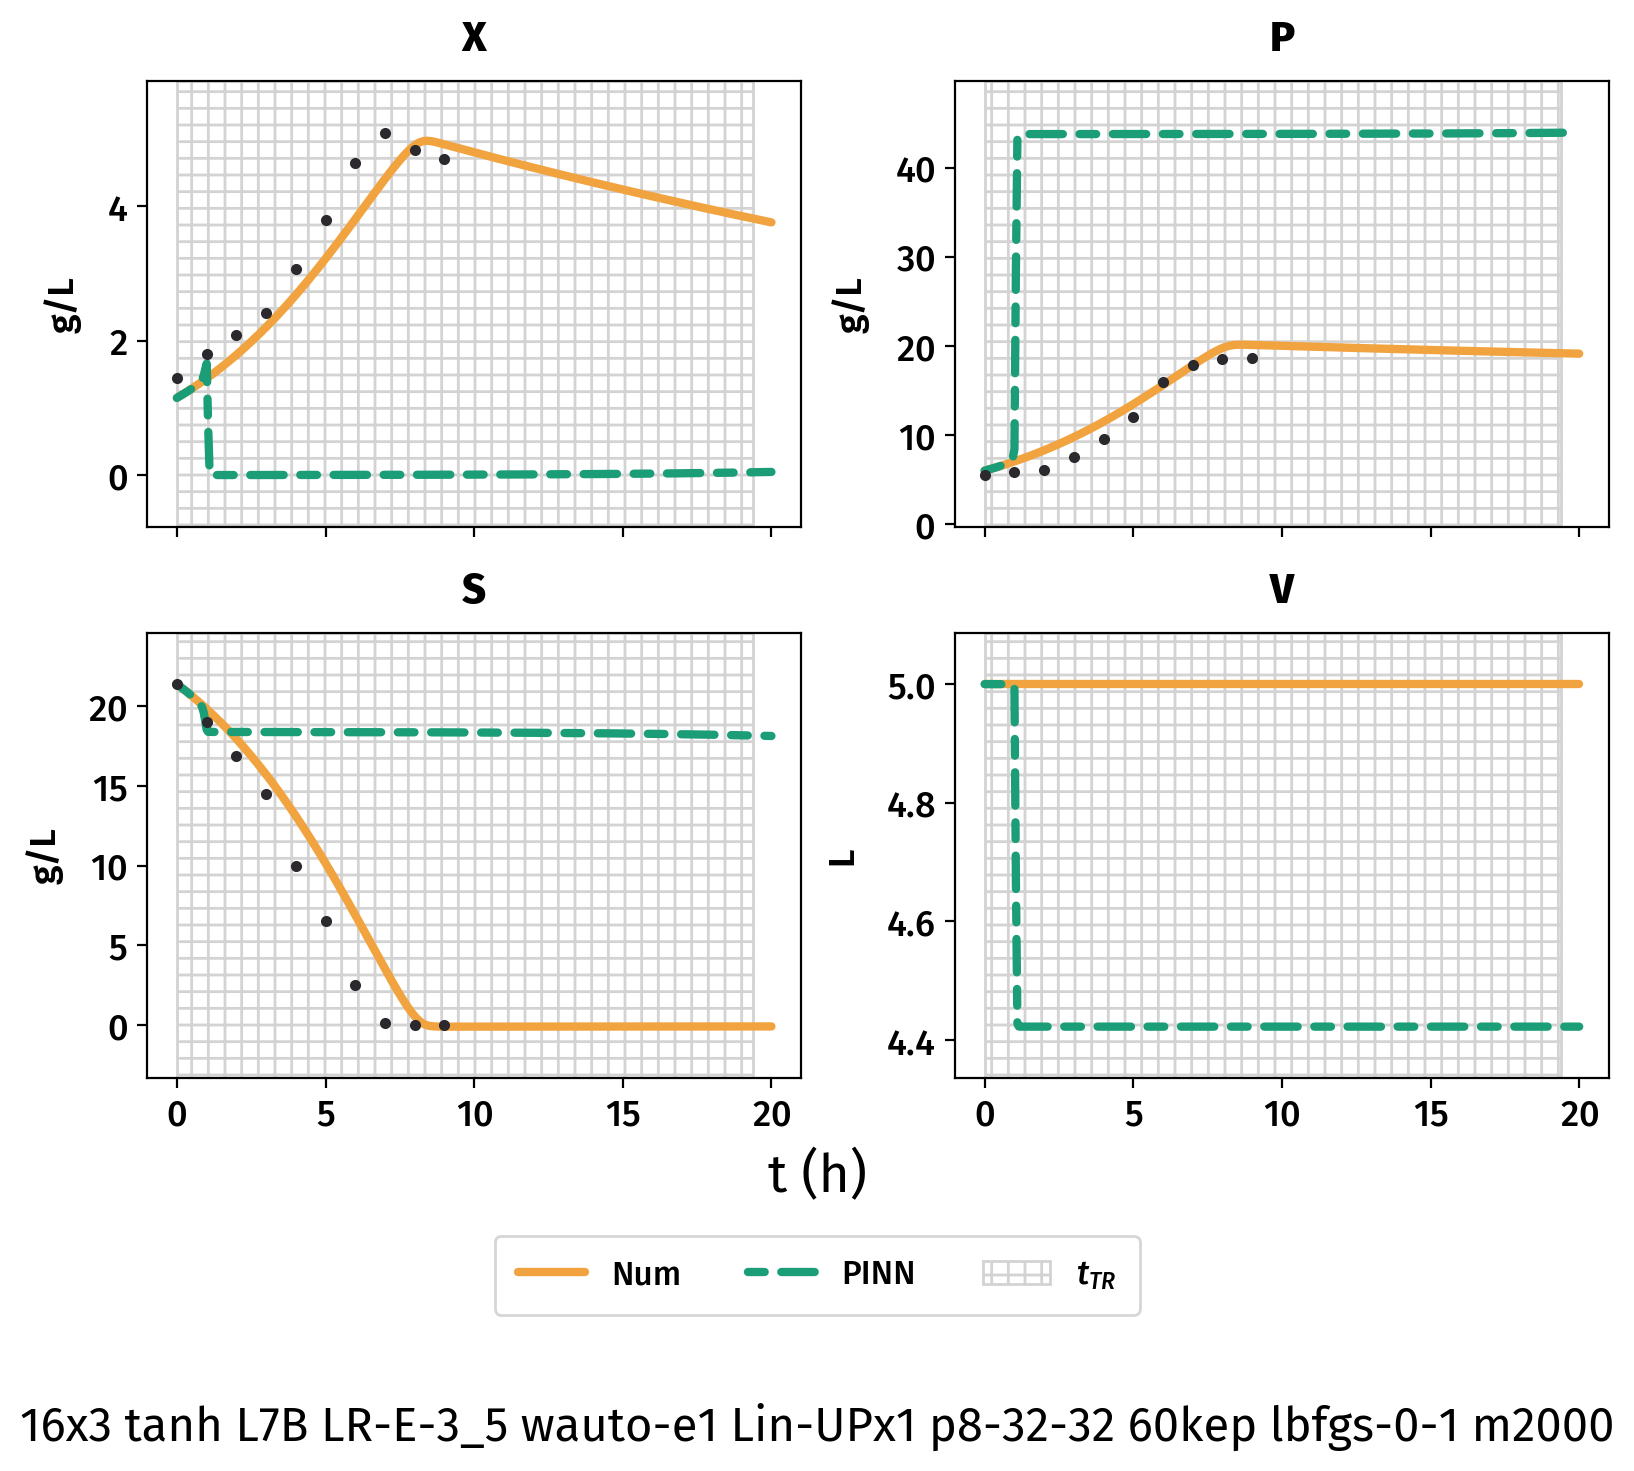 X
P
g/L
4
2
0
g/L
40
30
20
10
0
S
V
g/L
20
15
10
5
0
L
5.0
4.8
4.6
4.4
0 5 10 15 20
0 5 10 15 20
t (h)
Num PINN tTR
16x3 tanh L7B LR-E-3_5 wauto-e1 Lin-UPx1 p8-32-32 60kep lbfgs-0-1 m2000